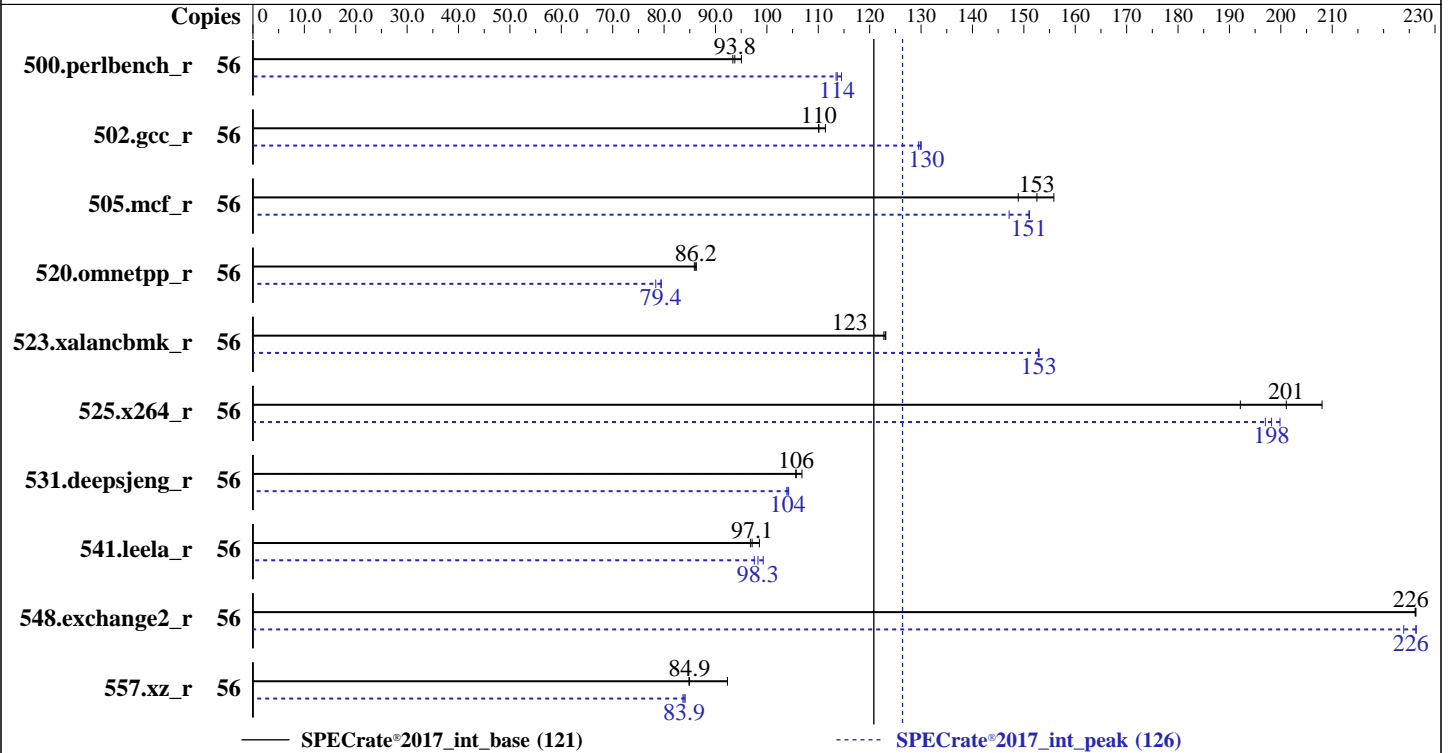 Copies 0 10.0 20.0 30.0 40.0 50.0 60.0 70.0 80.0 90.0 100 110 120 130 140 150 160 170 180 190 200 210 230
93.8
500.perlbench_r 56
114
110
502.gcc_r 56
130
153
505.mcf_r 56
151
86.2
520.omnetpp_r 56
79.4
123
523.xalancbmk_r 56
153
201
525.x264_r 56
198
106
531.deepsjeng_r 56
104
97.1
541.leela_r 56
98.3
226
548.exchange2_r 56
226
84.9
557.xz_r 56
83.9
SPECrate®2017_int_base (121) SPECrate®2017_int_peak (126)